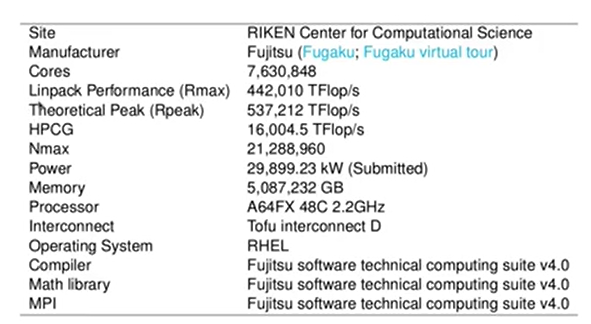 Site RIKEN Center for Computational Science
Manufacturer Fujitsu (Fugaku; Fugaku virtual tour)
Cores 7,630,848
Linpack Performance (Rmax) 442,010 TFlop/s
Theoretical Peak (Rpeak) 537,212 TFlop/s
HPCG 16,004.5 TFlop/s
Nmax 21,288,960
Power 29,899.23 kW (Submitted)
Memory 5,087,232 GB
Processor A64FX 48C 2.2GHz
Interconnect Tofu interconnect D
Operating System RHEL
Compiler Fujitsu software technical computing suite v4.0
Math library Fujitsu software technical computing suite v4.0
MPI Fujitsu software technical computing suite v4.0